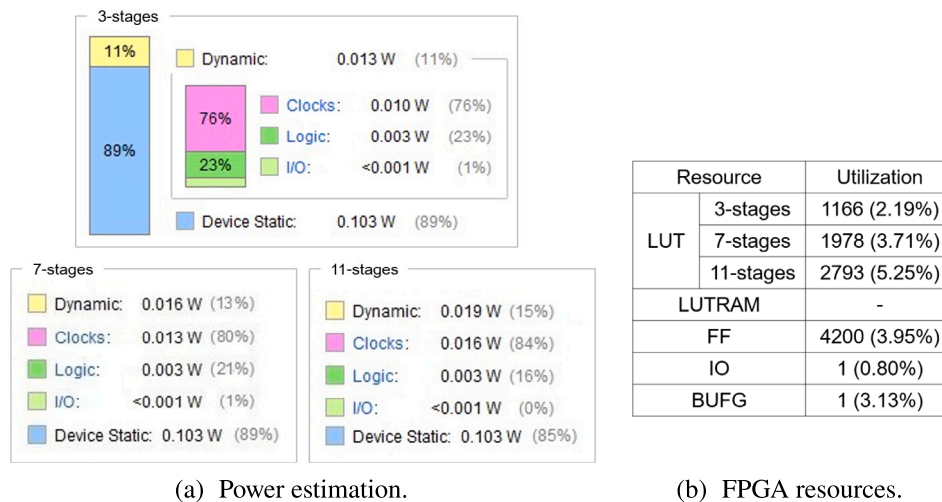 3-stages
11%
89%
Dynamic: 0.013 W (11%)
76%
23%
Clocks: 0.010 W (76%)
Logic: 0.003 W (23%)
I/O: <0.001 W (1%)
Device Static: 0.103 W (89%)
7-stages
Dynamic: 0.016 W (13%)
Clocks: 0.013 W (80%)
Logic: 0.003 W (21%)
I/O: <0.001 W (1%)
Device Static: 0.103 W (89%)
11-stages
Dynamic: 0.019 W (15%)
Clocks: 0.016 W (84%)
Logic: 0.003 W (16%)
I/O: <0.001 W (0%)
Device Static: 0.103 W (85%)
(a) Power estimation.
Resource Utilization
LUT
3-stages 1166 (2.19%)
7-stages 1978 (3.71%)
11-stages 2793 (5.25%)
LUTRAM -
FF 4200 (3.95%)
IO 1 (0.80%)
BUFG 1 (3.13%)
(b) FPGA resources.